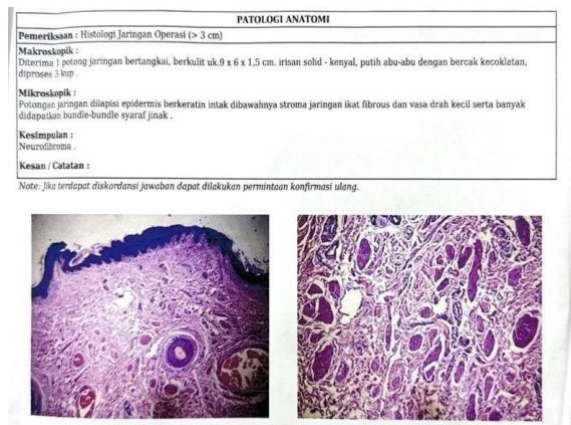 PATOLOGI ANATOMI
Pemeriksaan : Histologi Jaringan Operasi (> 3 cm)
Makroskopik :
Diterima 1 potong jaringan bertangkai, berkulit uk.9 x 6 x 1,5 cm. irisan solid - kenyal, putih abu-abu dengan bercak kecoklatan,
diproses 3 kup .
Mikroskopik :
Potongan jaringan dilapisi epidermis berkeratin intak dibawahnya stroma jaringan ikat fibrous dan vasa drah kecil serta banyak
didapatkan bundle-bundle syaraf jinak .
Kesimpulan :
Neurofibroma .
Kesan / Catatan :
Note: Jika terdapat diskordansi jawaban dapat dilakukan permintaan konfirmasi ulang.